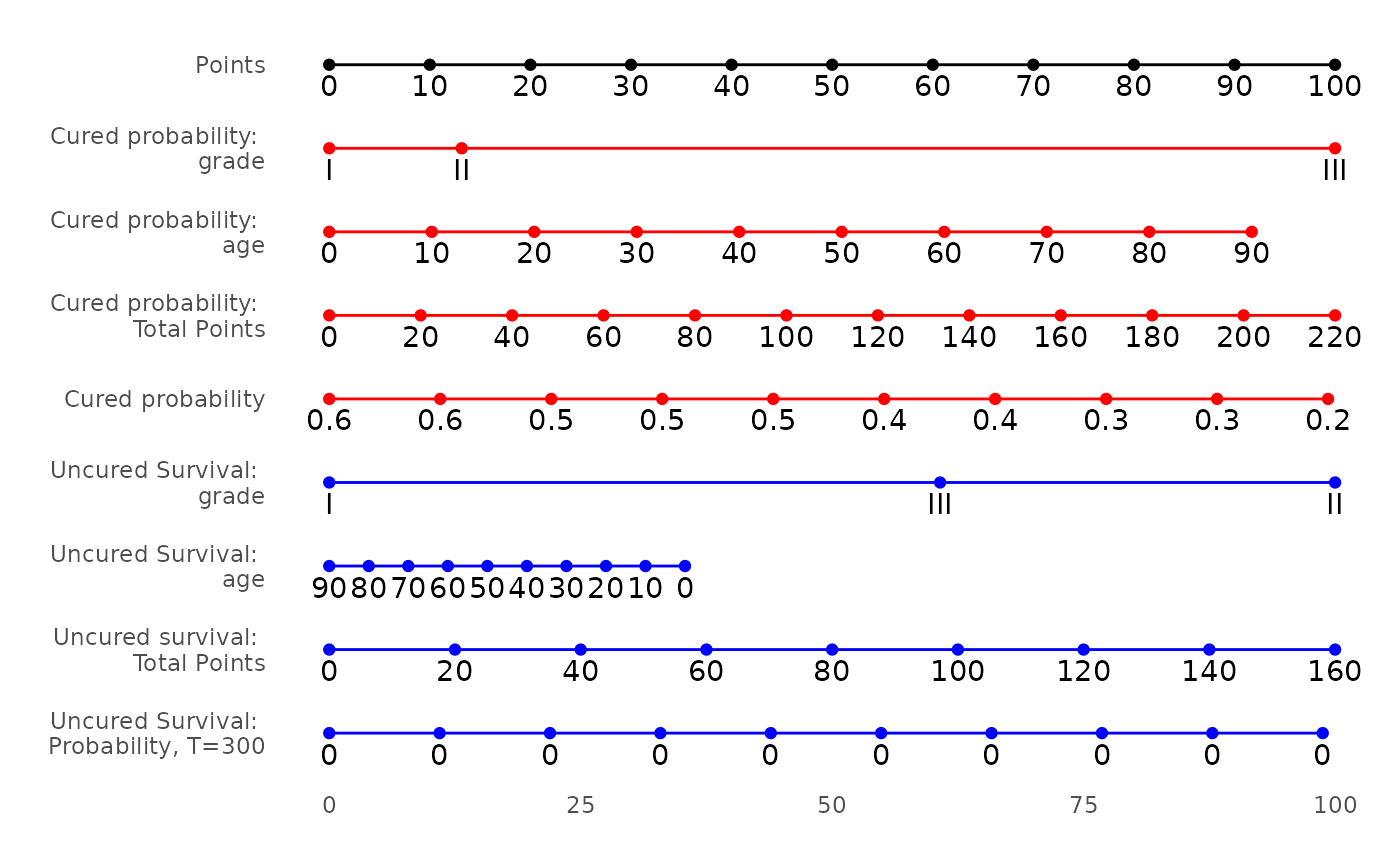 Points
0 10 20 30 40 50 60 70 80 90 100
Cured probability:
grade
I II III
Cured probability:
age
0 10 20 30 40 50 60 70 80 90
Cured probability:
Total Points
0 20 40 60 80 100 120 140 160 180 200 220
Cured probability
0.6 0.6 0.5 0.5 0.5 0.4 0.4 0.3 0.3 0.2
Uncured Survival:
grade
I III II
Uncured Survival:
age
90 80 70 60 50 40 30 20 10 0
Uncured survival:
Total Points
0 20 40 60 80 100 120 140 160
Uncured Survival:
Probability, T=300
0 0 0 0 0 0 0 0 0 0
0 25 50 75 100